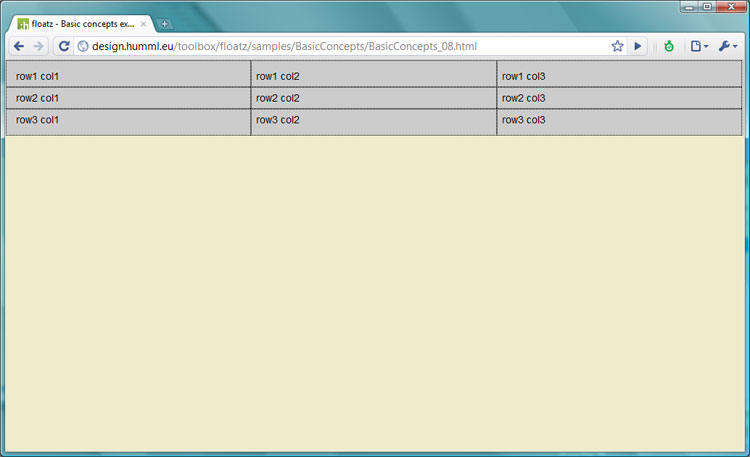 floatz - Basic concepts ex...
design.humml.eu/toolbox/floatz/samples/BasicConcepts/BasicConcepts_08.html
row1 col1 row1 col2 row1 col3
row2 col1 row2 col2 row2 col3
row3 col1 row3 col2 row3 col3